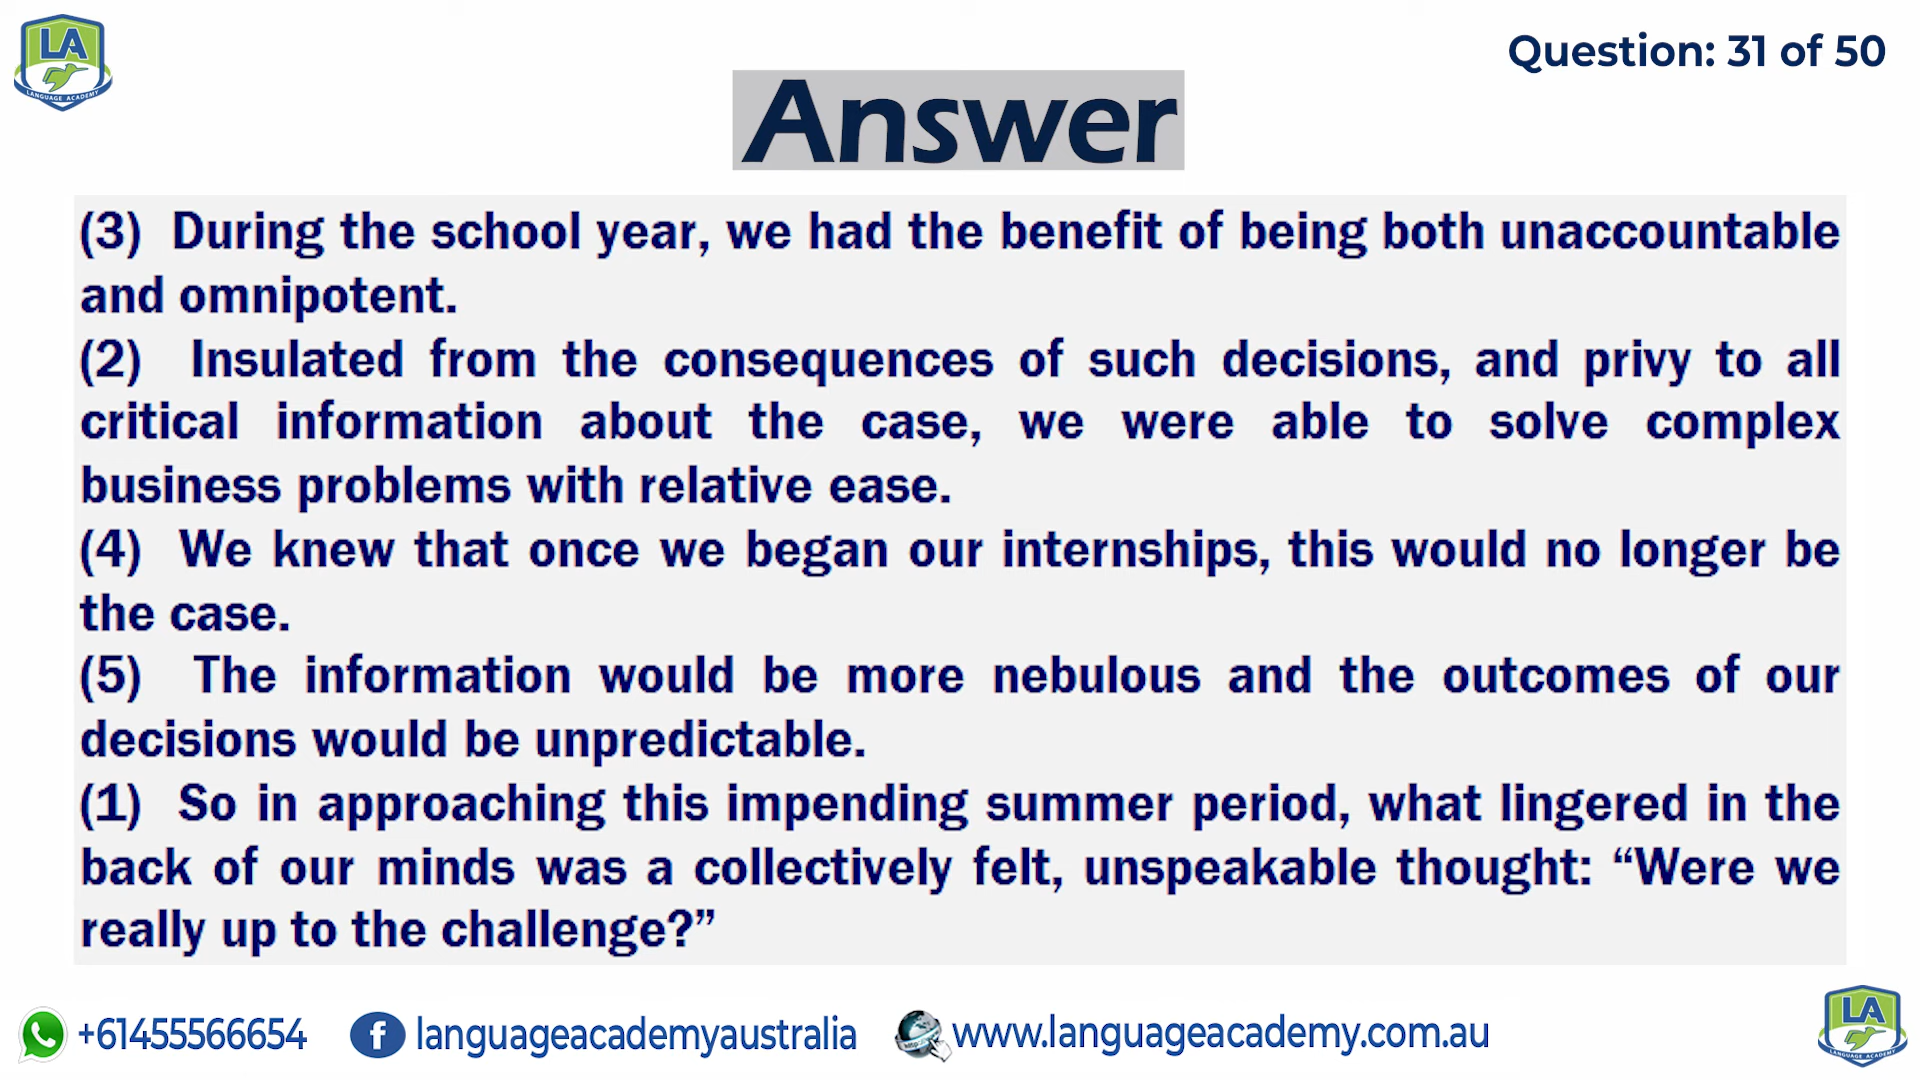 LA
LANGUAGE ACADEMY
Question: 31 of 50
Answer
(3) During the school year, we had the benefit of being both unaccountable
and omnipotent.
(2) Insulated from the consequences of such decisions, and privy to all
critical information about the case, we were able to solve complex
business problems with relative ease.
(4) We knew that once we began our internships, this would no longer be
the case.
(5) The information would be more nebulous and the outcomes of our
decisions would be unpredictable.
(1) So in approaching this impending summer period, what lingered in the
back of our minds was a collectively felt, unspeakable thought: “Were we
really up to the challenge?”
+61455566654 f languageacademyaustralia http:// www.languageacademy.com.au
LA
LANGUAGE ACADEMY